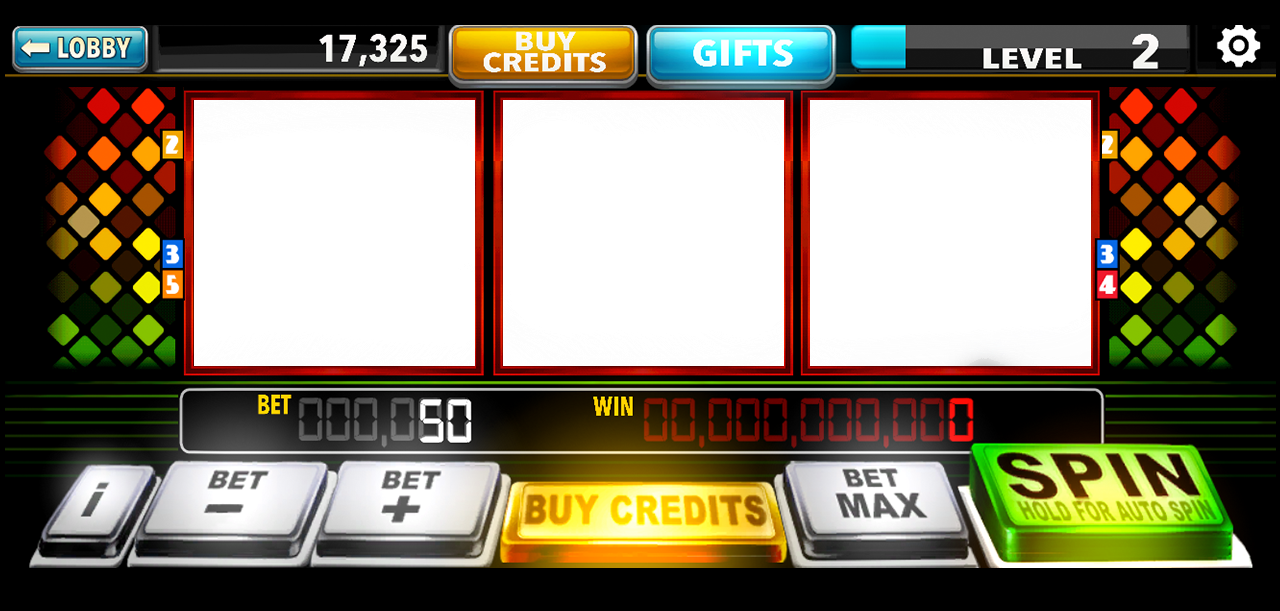 LOBBY
17,325
BUY
CREDITS
GIFTS
LEVEL 2
2
2
3
3
5
4
BET
000,050
WIN
00,000,000,000
i
BET
−
BET
+
BUY CREDITS
BET
MAX
SPIN
HOLD FOR AUTO SPIN